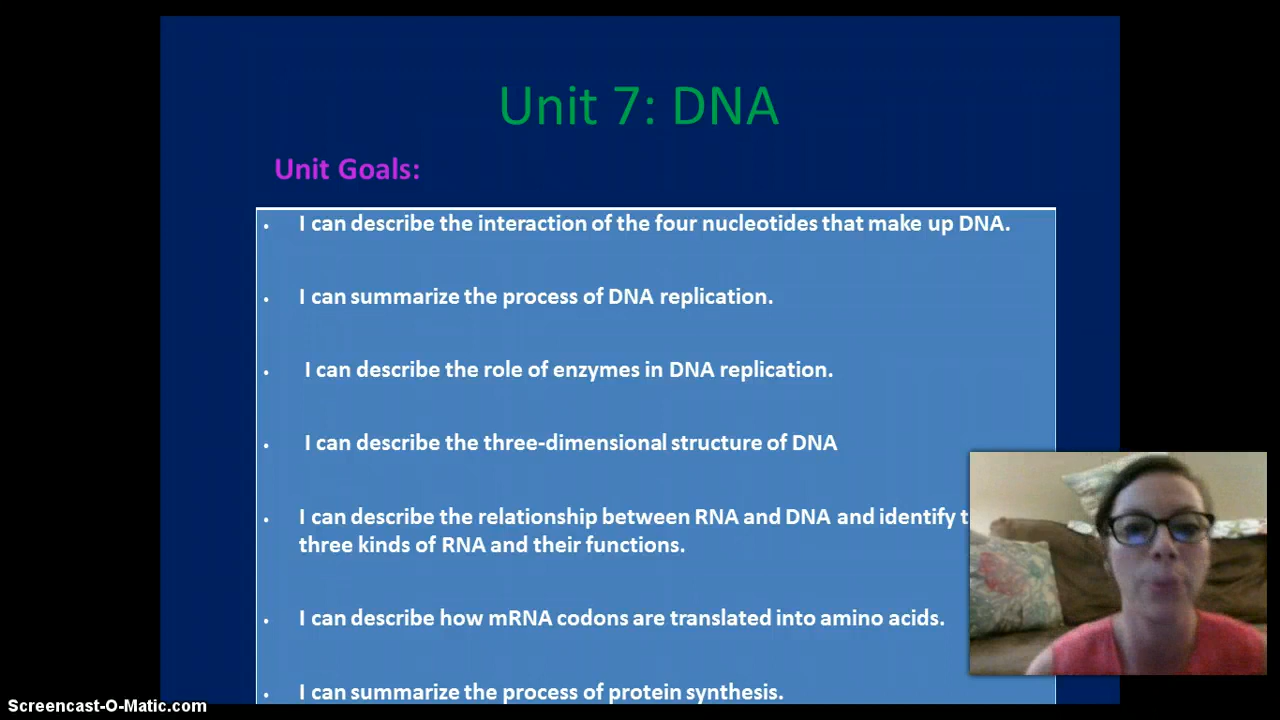 Unit 7: DNA
Unit Goals:
• I can describe the interaction of the four nucleotides that make up DNA.
• I can summarize the process of DNA replication.
• I can describe the role of enzymes in DNA replication.
• I can describe the three-dimensional structure of DNA
• I can describe the relationship between RNA and DNA and identify
three kinds of RNA and their functions.
• I can describe how mRNA codons are translated into amino acids.
• I can summarize the process of protein synthesis.
Screencast-O-Matic.com